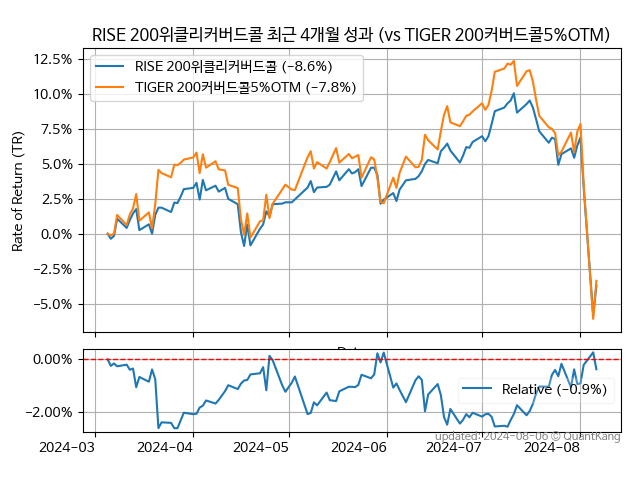 RISE 200위클리커버드콜 최근 4개월 성과 (vs TIGER 200커버드콜5%OTM)
RISE 200위클리커버드콜 (−8.6%)
TIGER 200커버드콜5%OTM (−7.8%)
Rate of Return (TR)
12.5%
10.0%
7.5%
5.0%
2.5%
0.0%
−2.5%
−5.0%
0.00%
−2.00%
Relative (−0.9%)
2024-03
2024-04
2024-05
2024-06
2024-07
2024-08
updated: 2024-08-06 © QuantKang